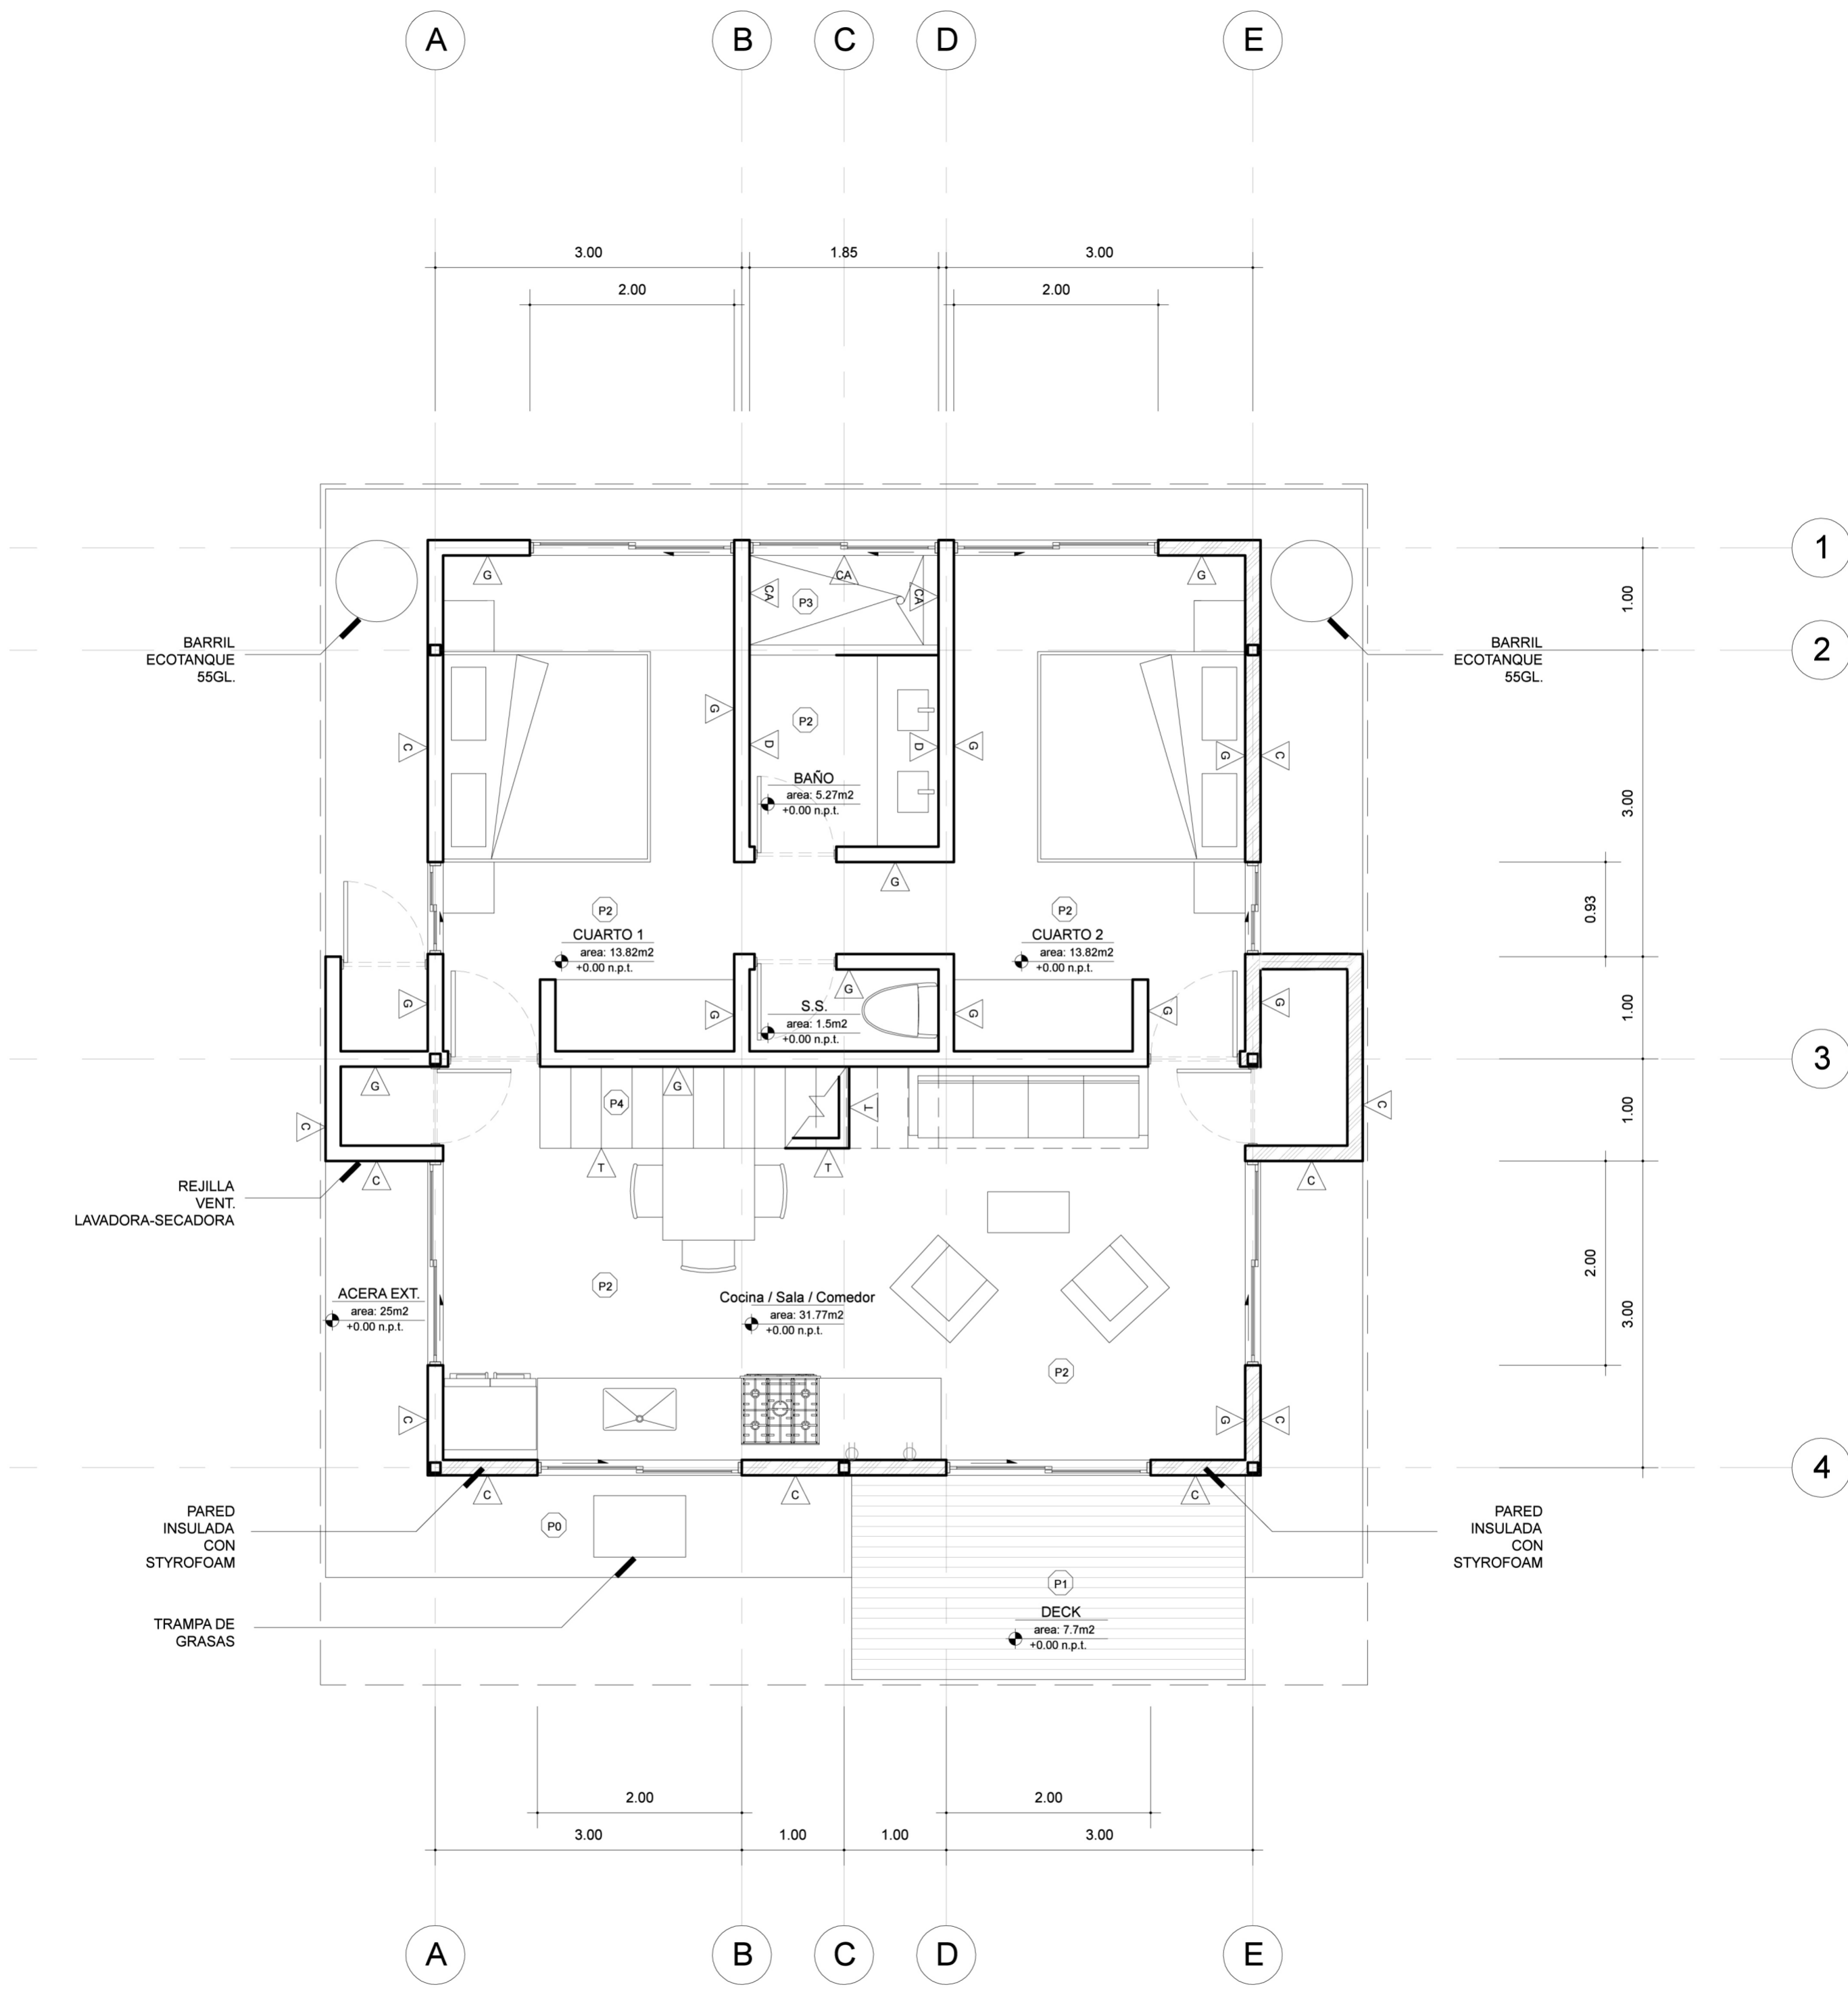 A
B
C
D
E
3.00
1.85
3.00
2.00
2.00
1
G
CA
G
CA
CA
P3
1.00
BARRIL
ECOTANQUE
55GL.
BARRIL
ECOTANQUE
55GL.
2
G
P2
C
D
D
G
G
C
BAÑO
area: 5.27m2
+0.00 n.p.t.
3.00
G
P2
P2
0.93
CUARTO 1
area: 13.82m2
+0.00 n.p.t.
CUARTO 2
area: 13.82m2
+0.00 n.p.t.
G
G
G
S.S.
area: 1.5m2
+0.00 n.p.t.
G
G
G
1.00
3
G
G
P4
T
C
C
1.00
T
T
C
C
REJILLA
VENT.
LAVADORA-SECADORA
P2
2.00
ACERA EXT.
area: 25m2
+0.00 n.p.t.
Cocina / Sala / Comedor
area: 31.77m2
+0.00 n.p.t.
3.00
P2
C
G
C
4
C
C
C
PARED
INSULADA
CON
STYROFOAM
P0
PARED
INSULADA
CON
STYROFOAM
P1
TRAMPA DE
GRASAS
DECK
area: 7.7m2
+0.00 n.p.t.
2.00
2.00
3.00
1.00
1.00
3.00
A
B
C
D
E